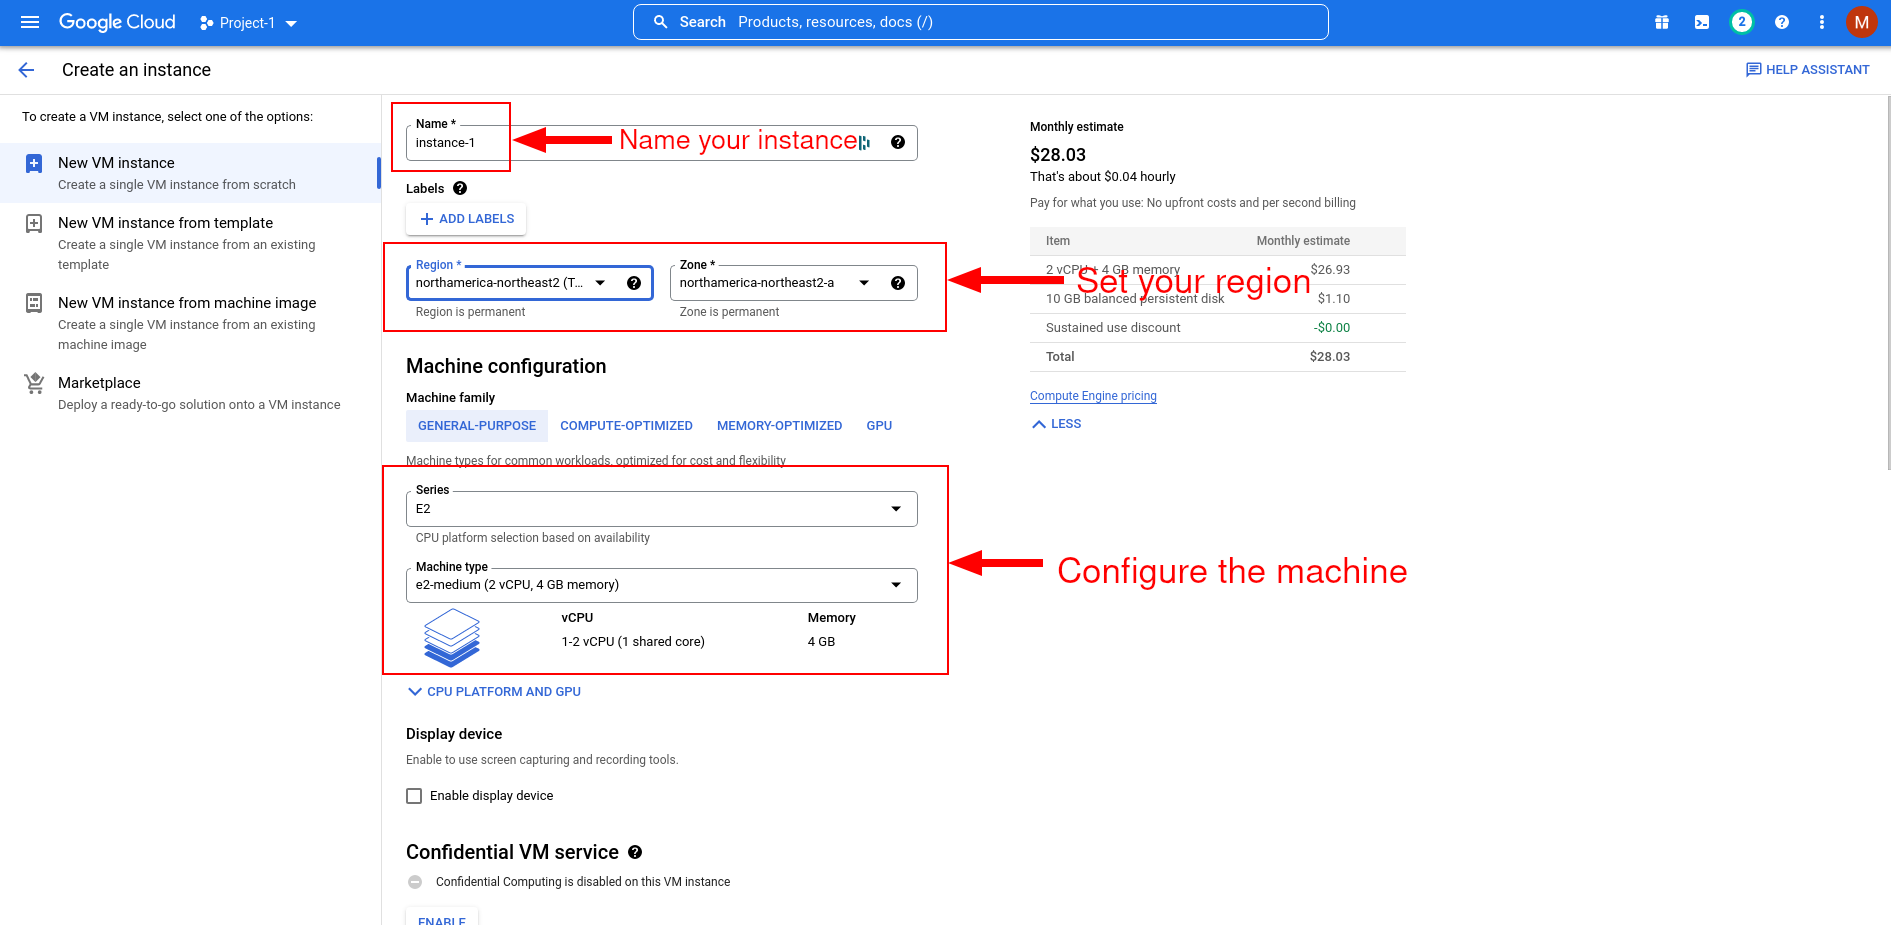 Google Cloud
Project-1
Search Products, resources, docs (/)
2
M
Create an instance
HELP ASSISTANT
To create a VM instance, select one of the options:
New VM instance
Create a single VM instance from scratch
New VM instance from template
Create a single VM instance from an existing
template
New VM instance from machine image
Create a single VM instance from an existing
machine image
Marketplace
Deploy a ready-to-go solution onto a VM instance
Name *
instance-1
Name your instance
Labels
ADD LABELS
Region *
northamerica-northeast2 (T...
Region is permanent
Zone *
northamerica-northeast2-a
Zone is permanent
Set your region
Machine configuration
Machine family
GENERAL-PURPOSE COMPUTE-OPTIMIZED MEMORY-OPTIMIZED GPU
Machine types for common workloads, optimized for cost and flexibility
Series
E2
CPU platform selection based on availability
Machine type
e2-medium (2 vCPU, 4 GB memory)
vCPU Memory
1-2 vCPU (1 shared core) 4 GB
Configure the machine
CPU PLATFORM AND GPU
Display device
Enable to use screen capturing and recording tools.
Enable display device
Confidential VM service
Confidential Computing is disabled on this VM instance
ENABLE
Monthly estimate
$28.03
That's about $0.04 hourly
Pay for what you use: No upfront costs and per second billing
Item Monthly estimate
2 vCPU + 4 GB memory $26.93
10 GB balanced persistent disk $1.10
Sustained use discount -$0.00
Total $28.03
Compute Engine pricing
LESS